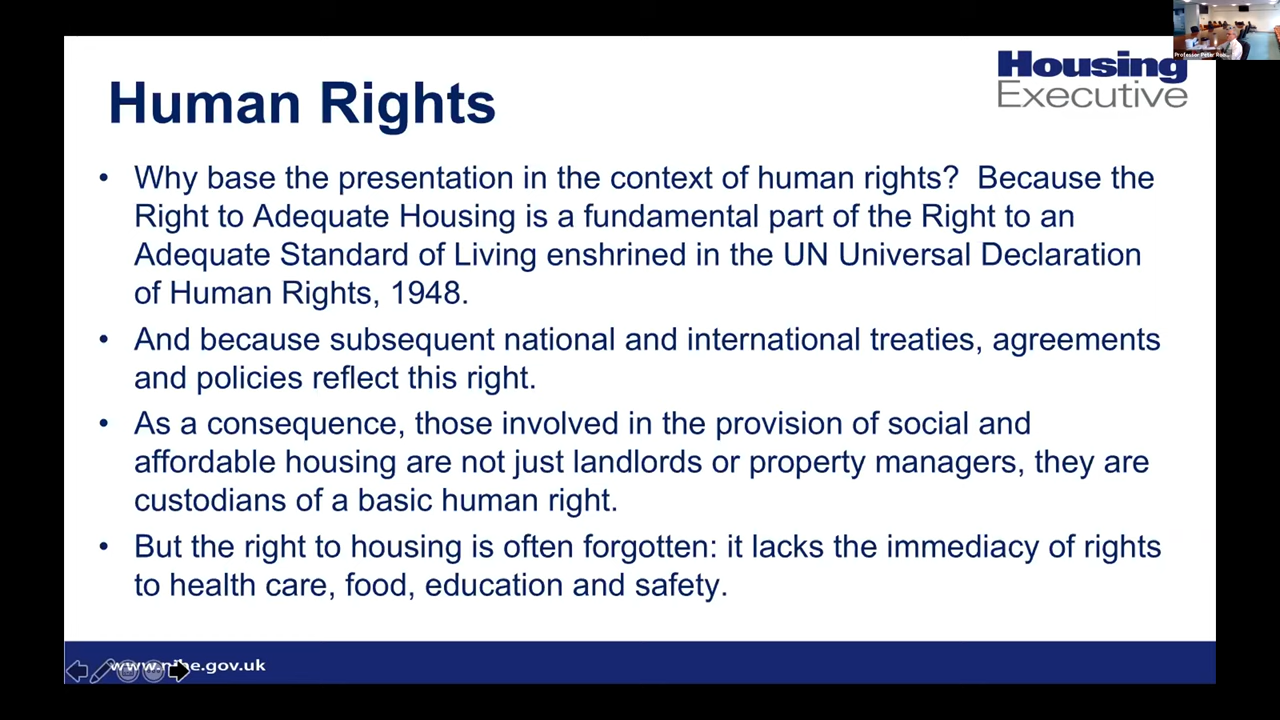 Professor Peter
Housing
Executive
Human Rights
• Why base the presentation in the context of human rights? Because the
Right to Adequate Housing is a fundamental part of the Right to an
Adequate Standard of Living enshrined in the UN Universal Declaration
of Human Rights, 1948.
• And because subsequent national and international treaties, agreements
and policies reflect this right.
• As a consequence, those involved in the provision of social and
affordable housing are not just landlords or property managers, they are
custodians of a basic human right.
• But the right to housing is often forgotten: it lacks the immediacy of rights
to health care, food, education and safety.
www.nihe.gov.uk